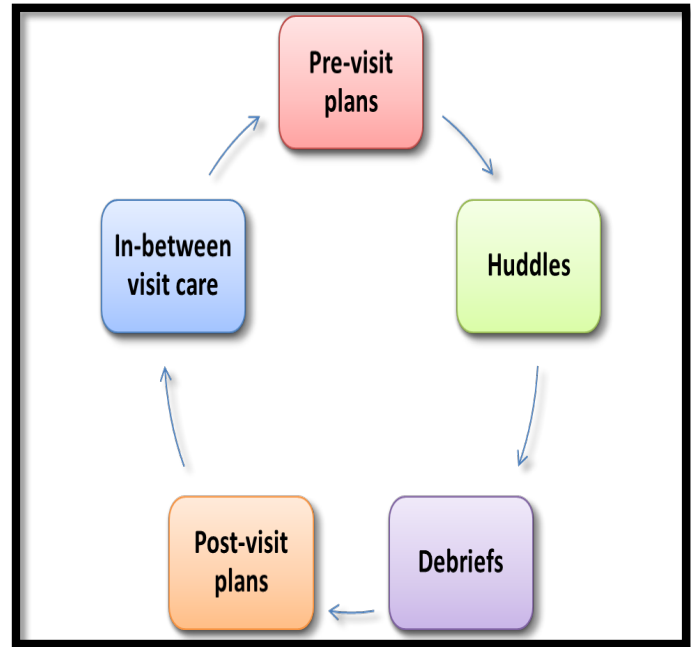 Pre-visit
plans
Huddles
Debriefs
Post-visit
plans
In-between
visit care